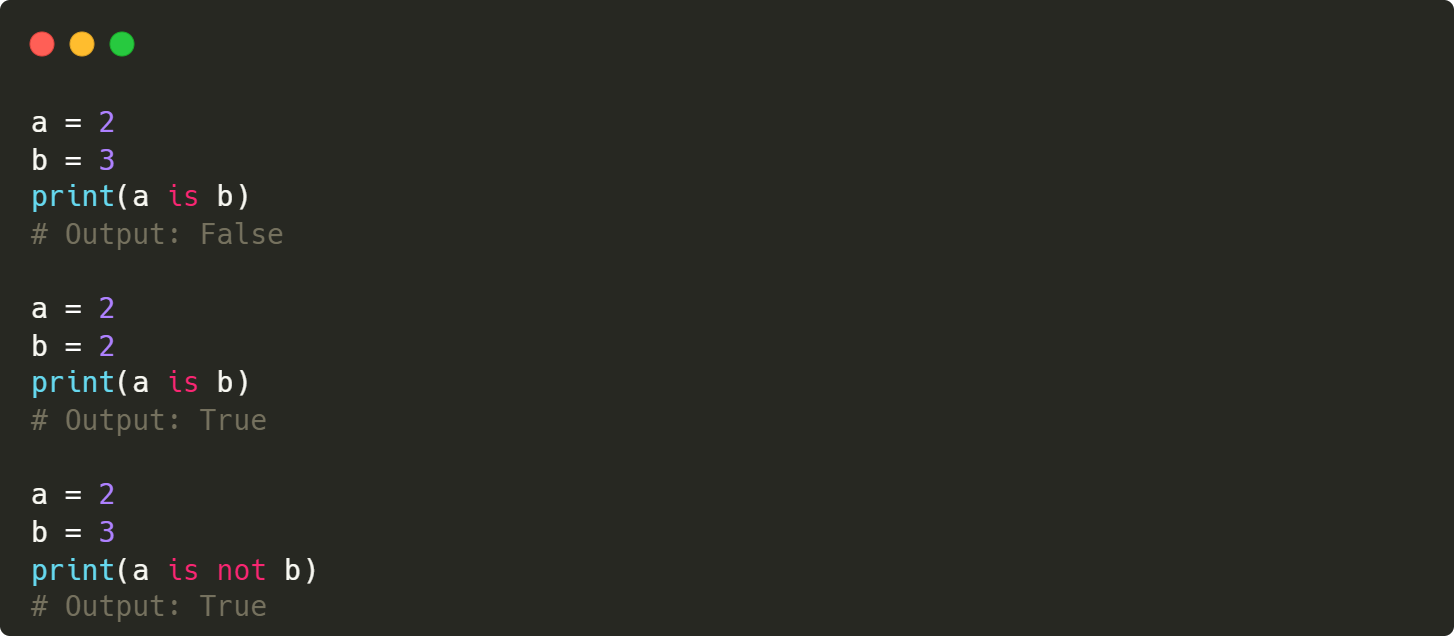 a = 2
b = 3
print(a is b)
# Output: False

a = 2
b = 2
print(a is b)
# Output: True

a = 2
b = 3
print(a is not b)
# Output: True